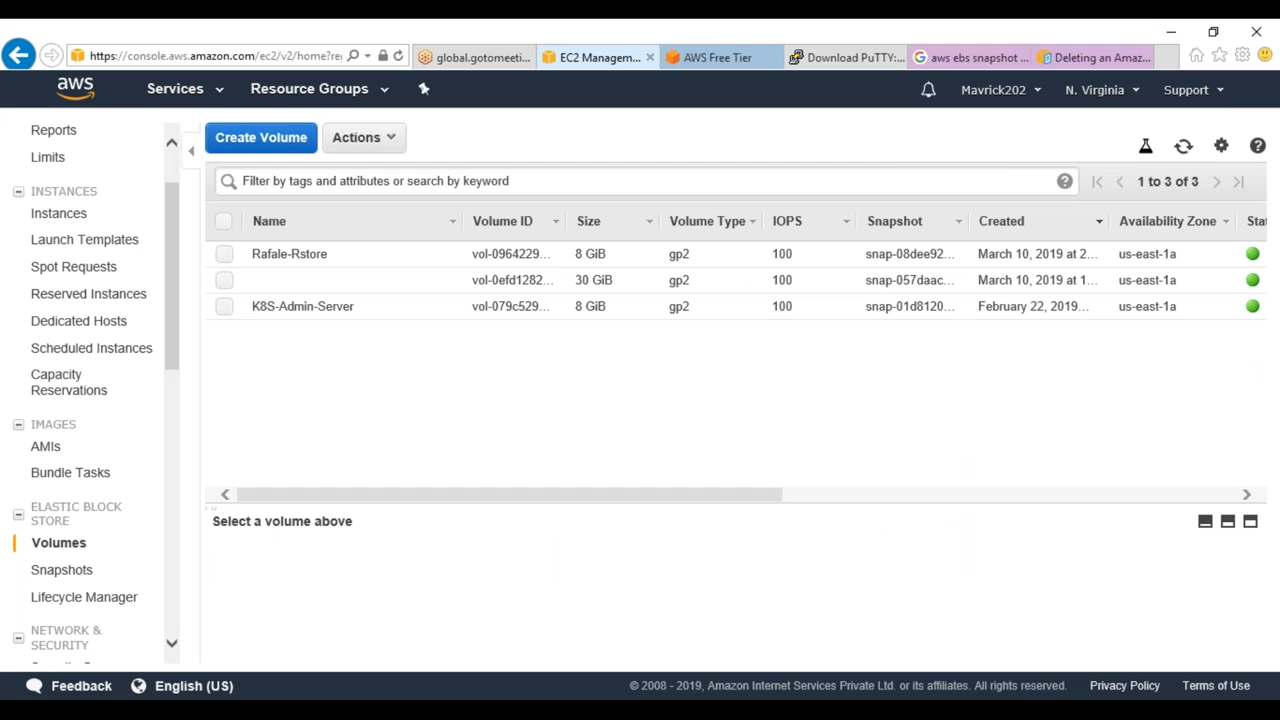 https://console.aws.amazon.com/ec2/v2/home?re
global.gotomeeti...
EC2 Managem...
AWS Free Tier
Download PuTTY:...
aws ebs snapshot ...
Deleting an Amaz...
aws
Services
Resource Groups
Mavrick202
N. Virginia
Support
Reports
Limits
INSTANCES
Instances
Launch Templates
Spot Requests
Reserved Instances
Dedicated Hosts
Scheduled Instances
Capacity
Reservations
IMAGES
AMIs
Bundle Tasks
ELASTIC BLOCK
STORE
Volumes
Snapshots
Lifecycle Manager
NETWORK &
SECURITY
Create Volume
Actions
Filter by tags and attributes or search by keyword
1 to 3 of 3
Name Volume ID Size Volume Type IOPS Snapshot Created Availability Zone Stat
Rafale-Rstore vol-0964229... 8 GiB gp2 100 snap-08dee92... March 10, 2019 at 2... us-east-1a
vol-0efd1282... 30 GiB gp2 100 snap-057daac... March 10, 2019 at 1... us-east-1a
K8S-Admin-Server vol-079c529... 8 GiB gp2 100 snap-01d8120... February 22, 2019... us-east-1a
Select a volume above
Feedback
English (US)
© 2008 - 2019, Amazon Internet Services Private Ltd. or its affiliates. All rights reserved.
Privacy Policy
Terms of Use